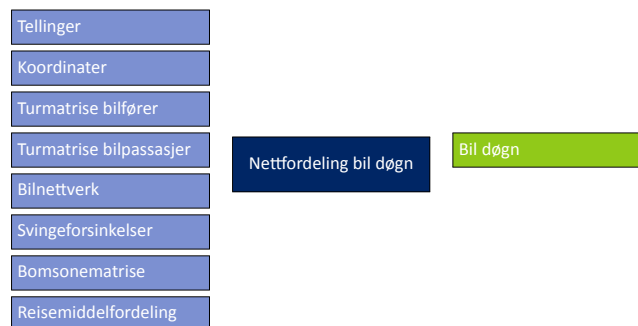 Tellinger
Koordinater
Turmatrise bilfører
Turmatrise bilpassasjer
Bilnettverk
Svingeforsinkelser
Bomsonematrise
Reisemiddelfordeling
Nettfordeling bil døgn
Bil døgn